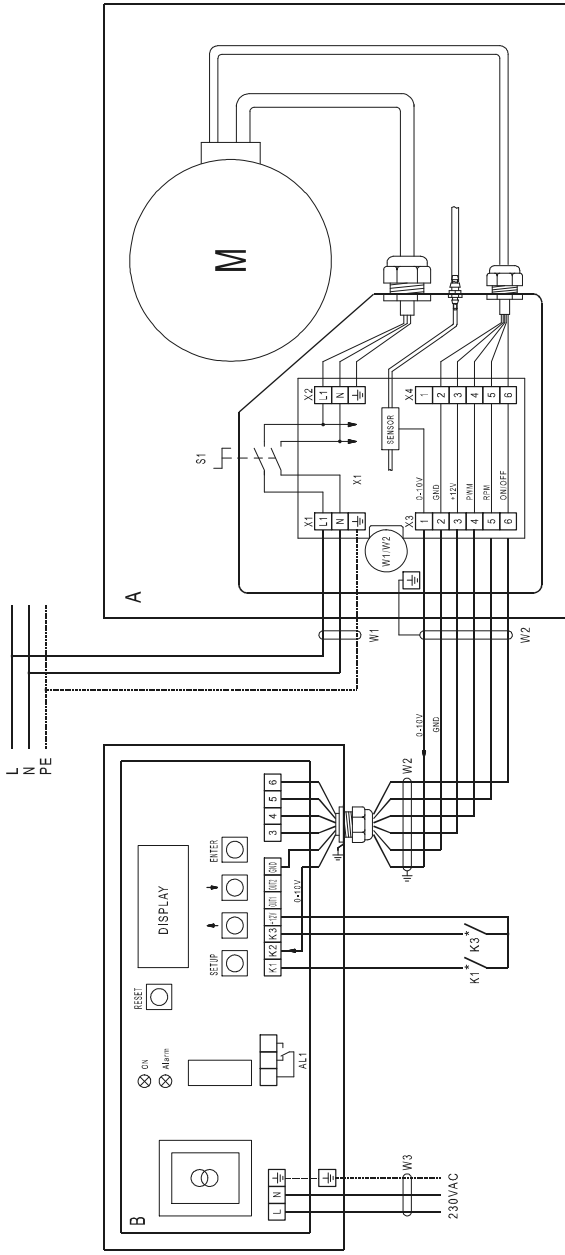 L
N
PE
A
M
S1
X1
L1
N
X2
L1
N
X1
SENSOR
W1/W2
X3
1
2
3
4
5
6
0-10V
GND
+12V
PWM
RPM
ON/OFF
X4
1
2
3
4
5
6
W1
W2
0-10V
GND
W2
B
ON
Alarm
RESET
DISPLAY
SETUP
ENTER
AL1
L
N
K1
K2
K3
OUT1
OUT2
GND
3
4
5
6
0-10V
W3
230VAC
K1*
K3*